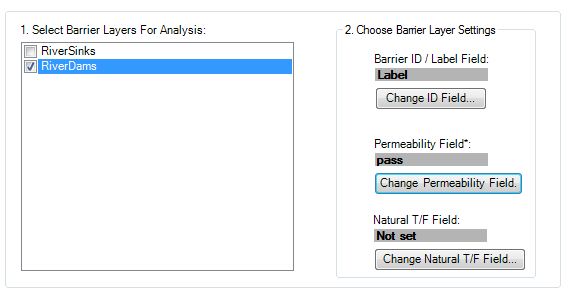 1. Select Barrier Layers For Analysis:
RiverSinks
RiverDams
2. Choose Barrier Layer Settings
Barrier ID / Label Field:
Label
Change ID Field...
Permeability Field*:
pass
Change Permeability Field.
Natural T/F Field:
Not set
Change Natural T/F Field...